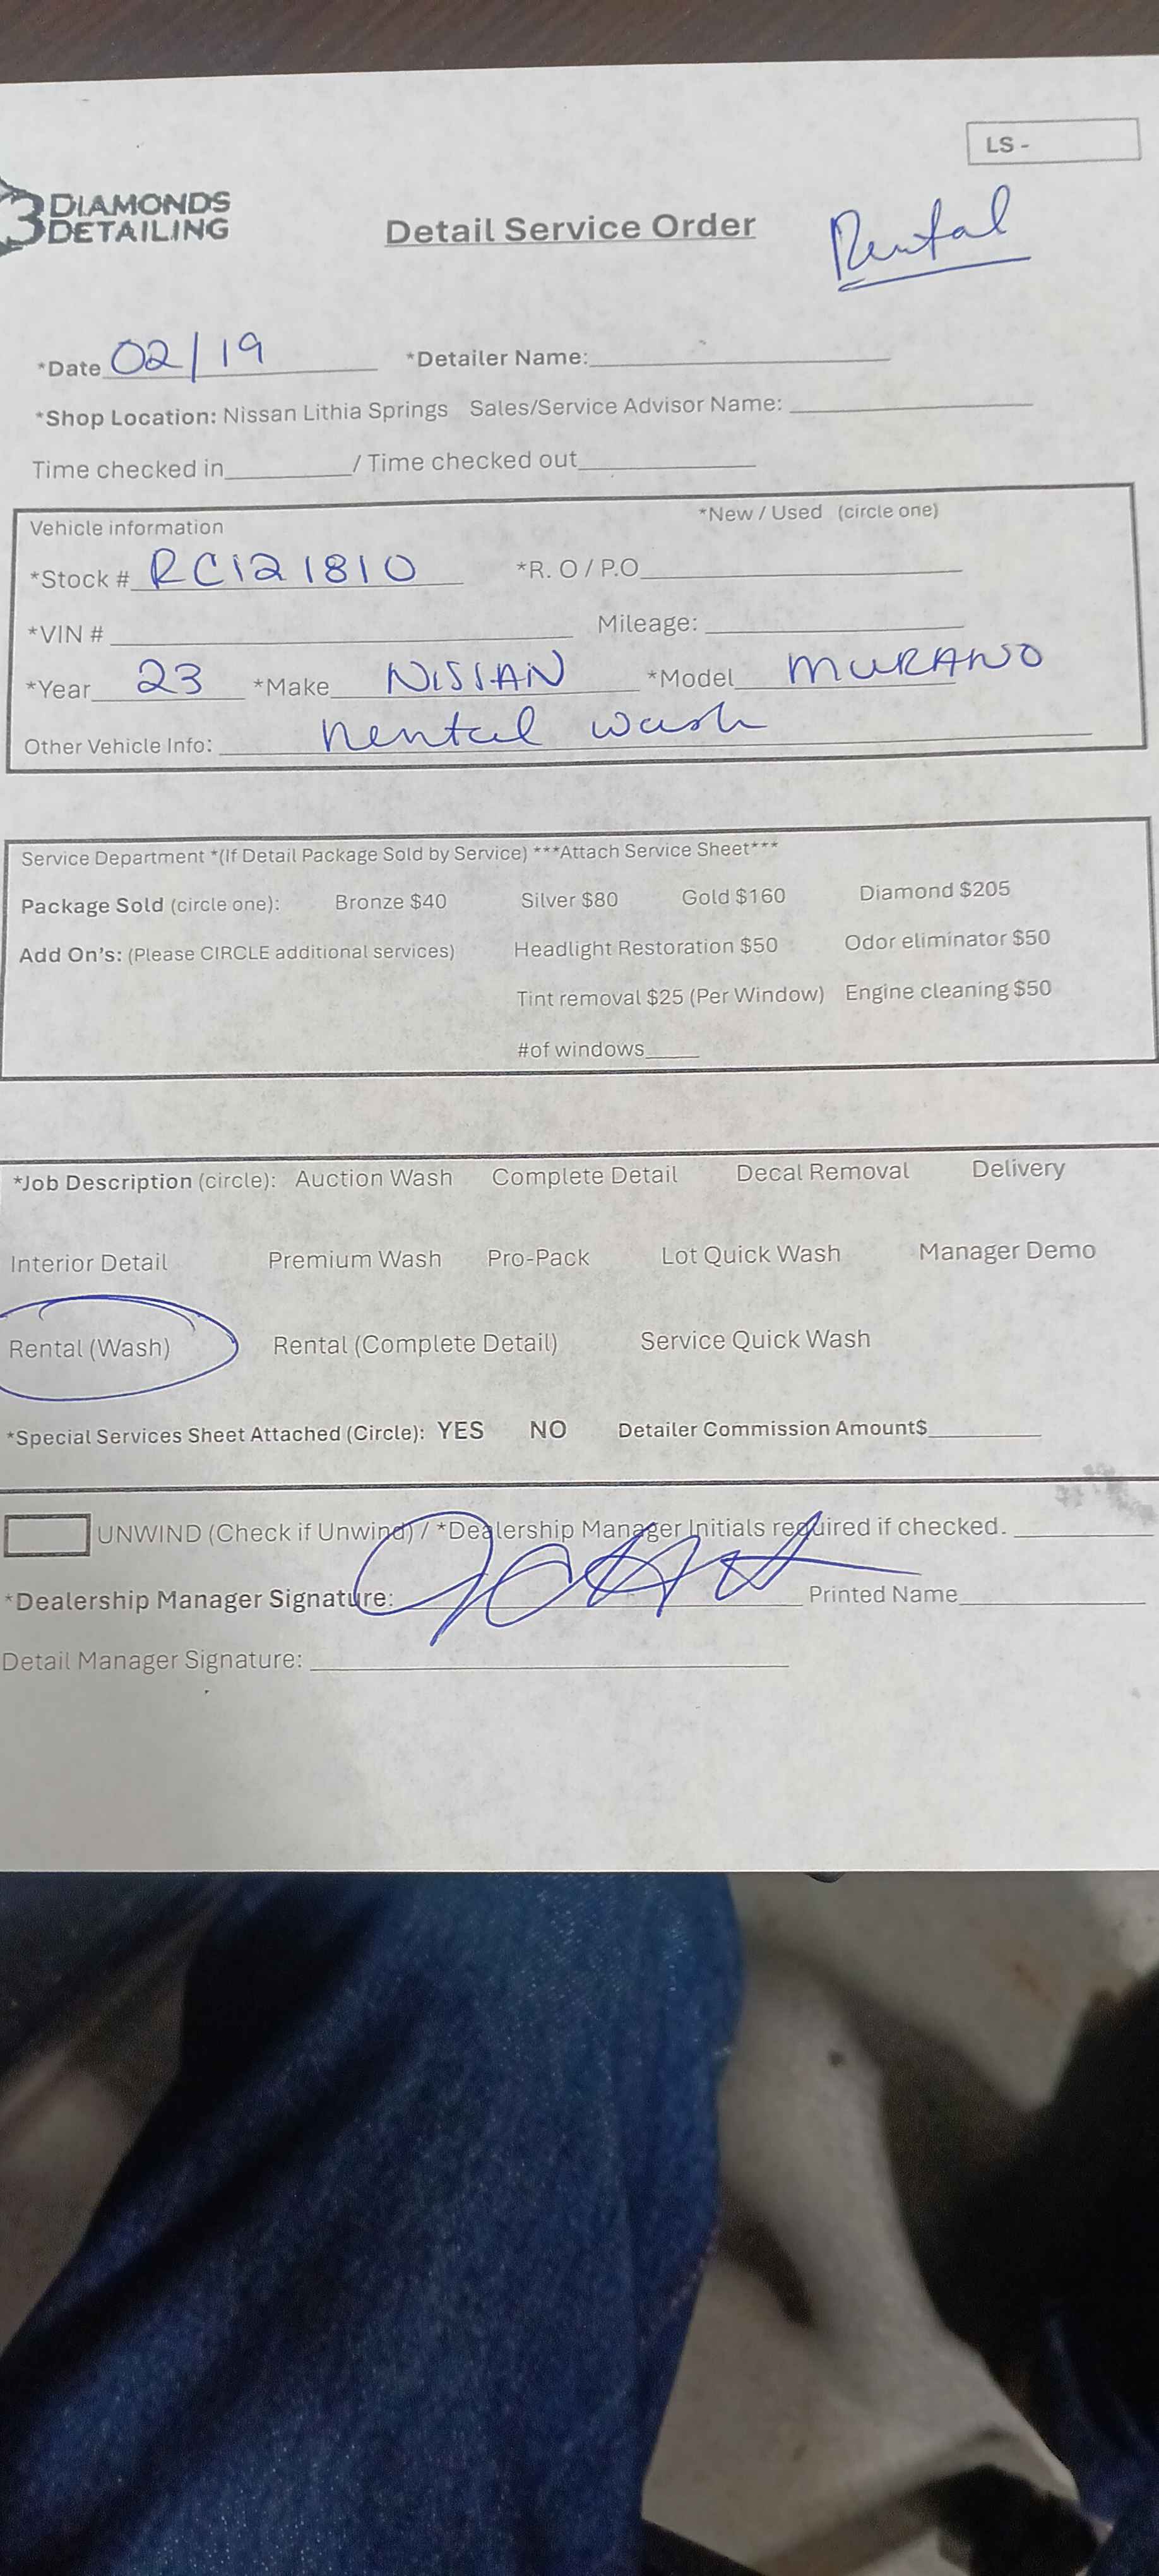 LS -
3 DIAMONDS
DETAILING
Detail Service Order
Rental
*Date 02/19 *Detailer Name:
*Shop Location: Nissan Lithia Springs Sales/Service Advisor Name:
Time checked in / Time checked out
Vehicle information *New / Used (circle one)
*Stock # RC121810 *R. O / P.O
*VIN # Mileage:
*Year 23 *Make NISSAN *Model MURANO
Other Vehicle Info: Rental wash
Service Department *(If Detail Package Sold by Service) ***Attach Service Sheet***
Package Sold (circle one): Bronze $40 Silver $80 Gold $160 Diamond $205
Add On's: (Please CIRCLE additional services) Headlight Restoration $50 Odor eliminator $50
Tint removal $25 (Per Window) Engine cleaning $50
#of windows
*Job Description (circle): Auction Wash Complete Detail Decal Removal Delivery
Interior Detail Premium Wash Pro-Pack Lot Quick Wash Manager Demo
Rental (Wash) Rental (Complete Detail) Service Quick Wash
*Special Services Sheet Attached (Circle): YES NO Detailer Commission Amount$
UNWIND (Check if Unwind) / *Dealership Manager Initials required if checked.
*Dealership Manager Signature: Printed Name
Detail Manager Signature: